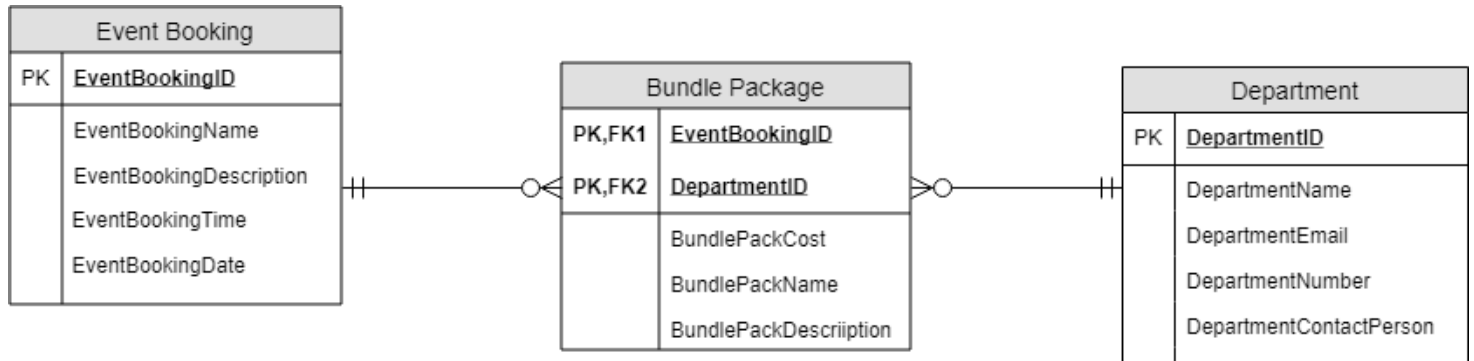 Event Booking
PK EventBookingID
EventBookingName
EventBookingDescription
EventBookingTime
EventBookingDate
Bundle Package
PK,FK1 EventBookingID
PK,FK2 DepartmentID
BundlePackCost
BundlePackName
BundlePackDescriiption
Department
PK DepartmentID
DepartmentName
DepartmentEmail
DepartmentNumber
DepartmentContactPerson